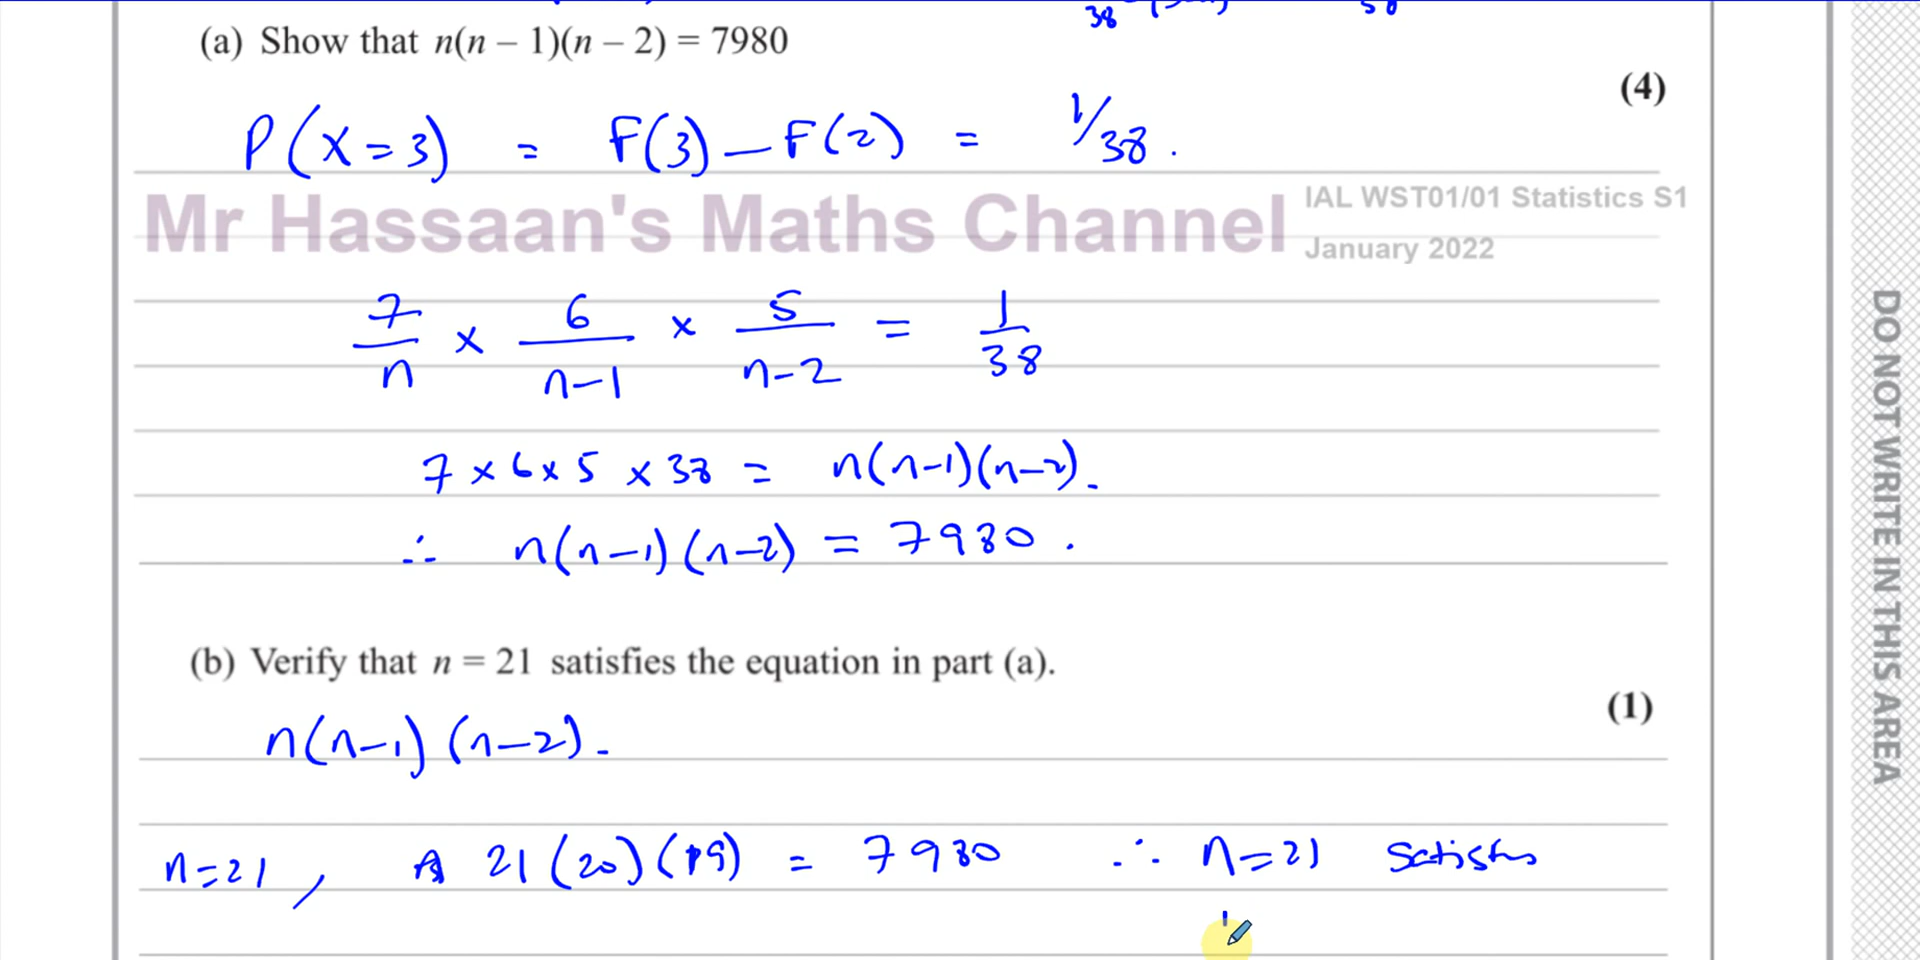 (a) Show that n(n – 1)(n – 2) = 7980
38
(4)
P(X=3) = F(3) – F(2) = 1/38.
Mr Hassaan's Maths Channel
IAL WST01/01 Statistics S1
January 2022
7/n × 6/n–1 × 5/n–2 = 1/38
7 × 6 × 5 × 38 = n(n–1)(n–2).
∴ n(n–1)(n–2) = 7980.
(b) Verify that n = 21 satisfies the equation in part (a).
(1)
n(n–1)(n–2).
n=21, 21(20)(19) = 7980 ∴ n=21 satisfies
DO NOT WRITE IN THIS AREA